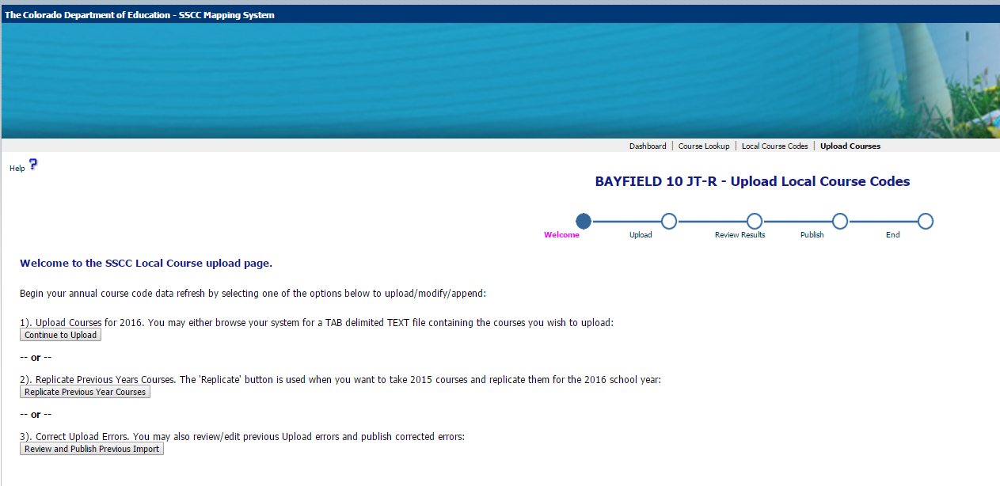 The Colorado Department of Education - SSCC Mapping System
Dashboard | Course Lookup | Local Course Codes | Upload Courses
Help ?
BAYFIELD 10 JT-R - Upload Local Course Codes
Welcome Upload Review Results Publish End
Welcome to the SSCC Local Course upload page.
Begin your annual course code data refresh by selecting one of the options below to upload/modify/append:
1). Upload Courses for 2016. You may either browse your system for a TAB delimited TEXT file containing the courses you wish to upload:
Continue to Upload
-- or --
2). Replicate Previous Years Courses. The 'Replicate' button is used when you want to take 2015 courses and replicate them for the 2016 school year:
Replicate Previous Year Courses
-- or --
3). Correct Upload Errors. You may also review/edit previous Upload errors and publish corrected errors:
Review and Publish Previous Import